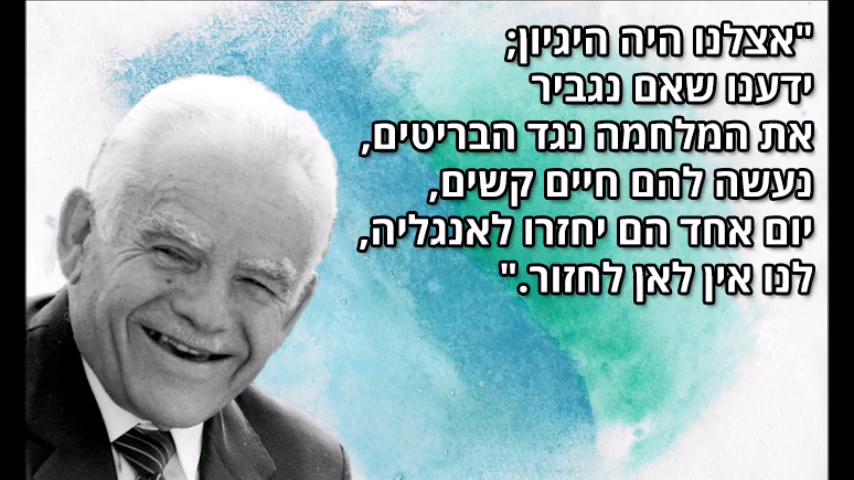 "אצלנו היה היגיון;
ידענו שאם נגביר
את המלחמה נגד הבריטים,
נעשה להם חיים קשים,
יום אחד הם יחזרו לאנגליה,
לנו אין לאן לחזור."